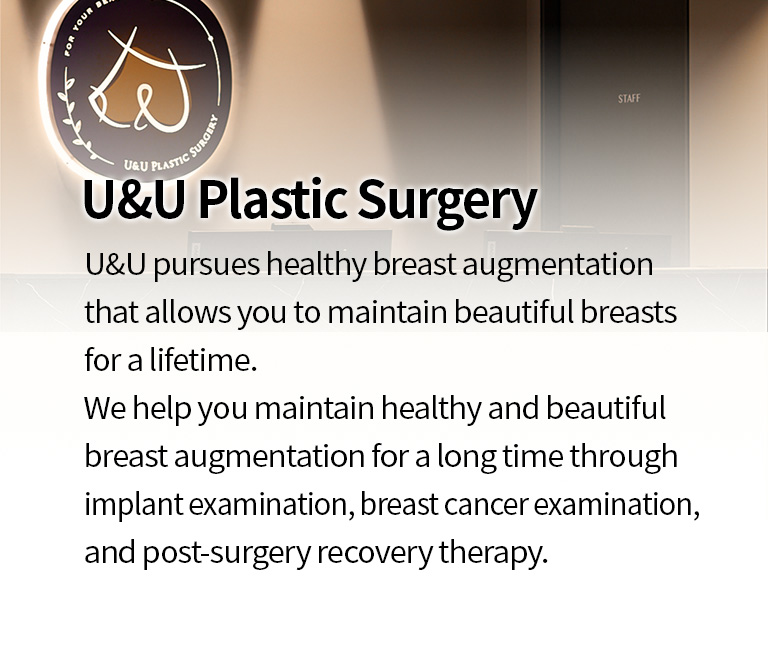 FOR YOUR BEA
U&U PLASTIC SURGERY
STAFF
U&U Plastic Surgery
U&U pursues healthy breast augmentation
that allows you to maintain beautiful breasts
for a lifetime.
We help you maintain healthy and beautiful
breast augmentation for a long time through
implant examination, breast cancer examination,
and post-surgery recovery therapy.